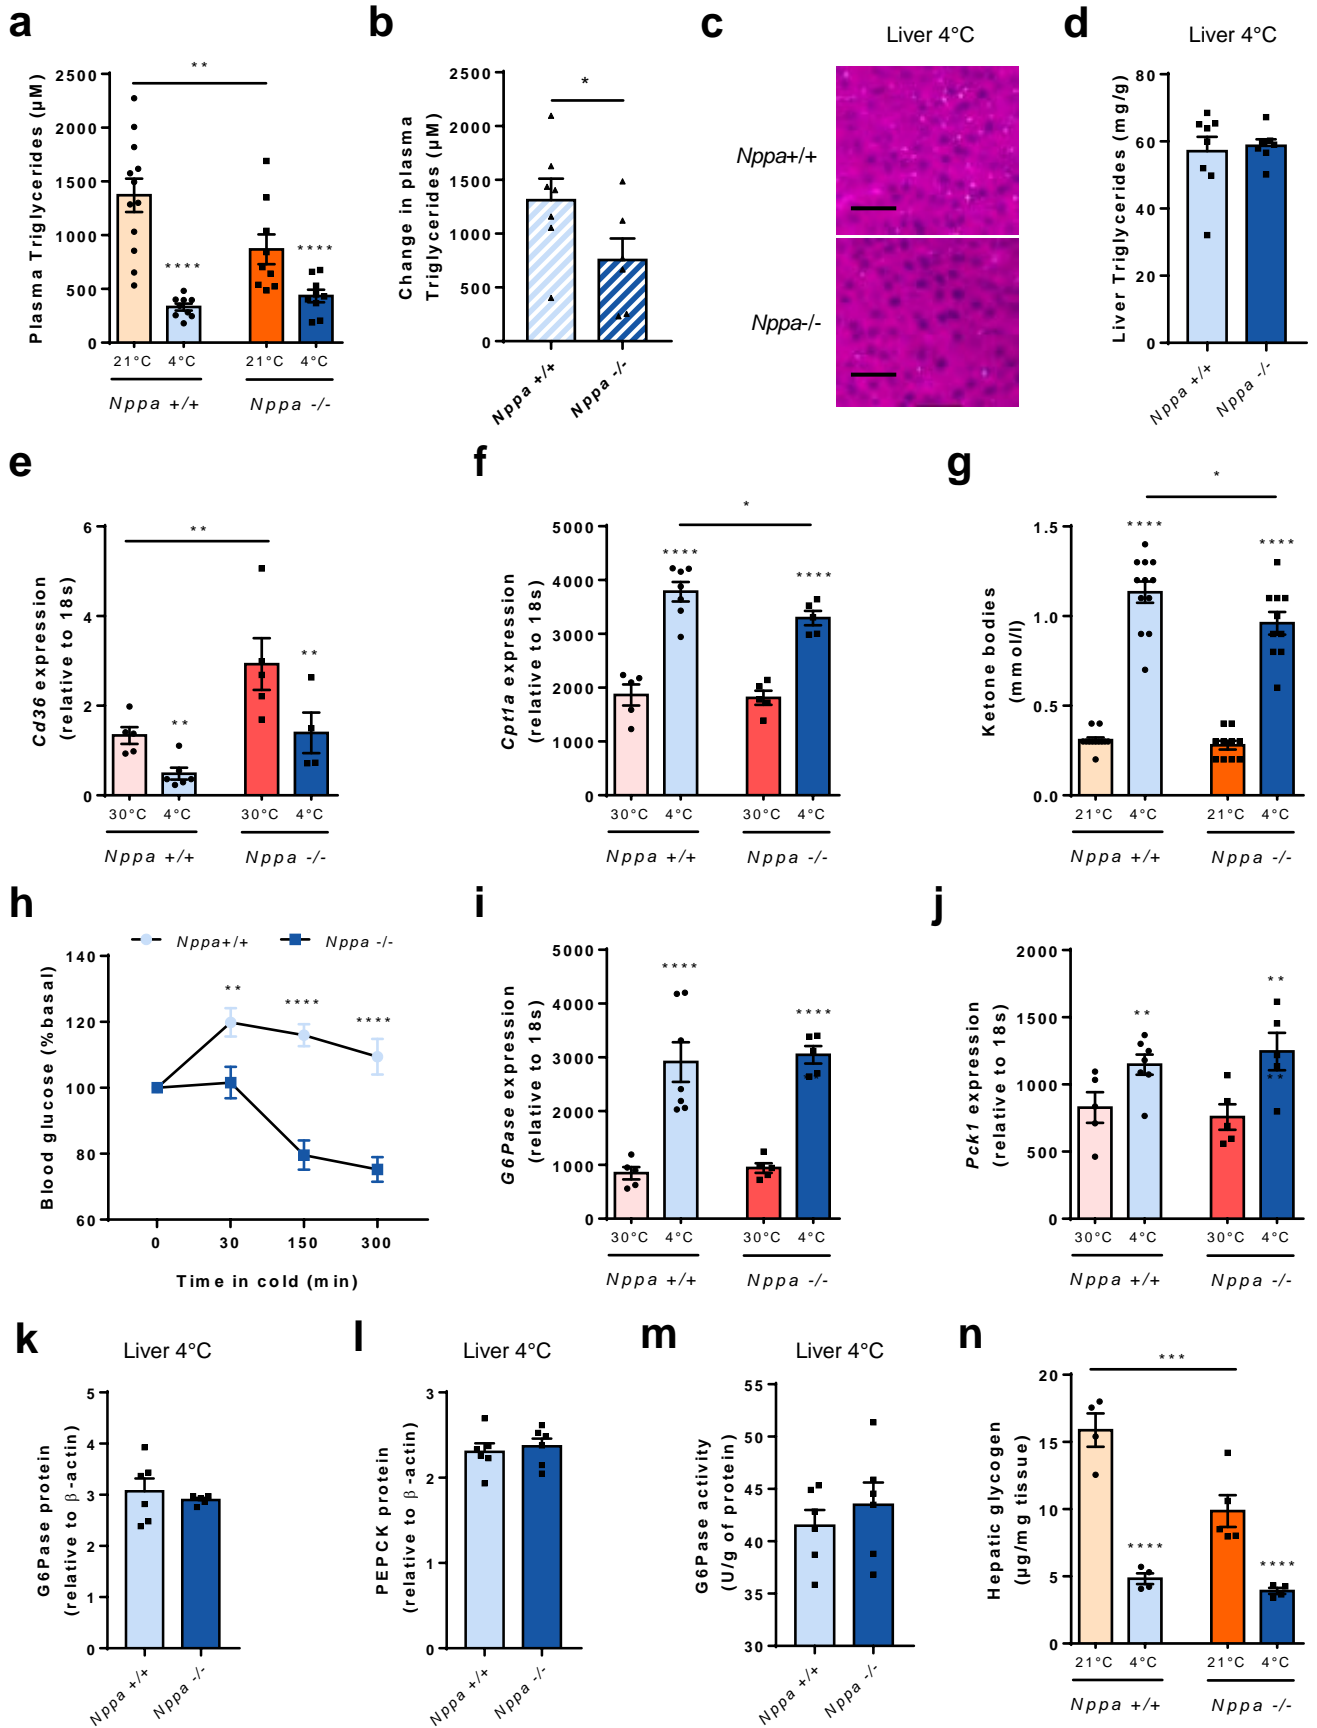 a
Plasma Triglycerides (µM)
2500
2000
1500
1000
500
0
**
****
****
21°C 4°C 21°C 4°C
Nppa +/+ Nppa -/-
b
Change in plasma
Triglycerides (µM)
2500
2000
1500
1000
500
0
*
Nppa +/+
Nppa -/-
c
Liver 4°C
Nppa+/+
Nppa-/-
d
Liver 4°C
Liver Triglycerides (mg/g)
80
60
40
20
0
Nppa +/+
Nppa -/-
e
Cd36 expression
(relative to 18s)
6
4
2
0
**
**
**
30°C 4°C 30°C 4°C
Nppa +/+ Nppa -/-
f
Cpt1a expression
(relative to 18s)
5000
4000
3000
2000
1000
0
*
****
****
30°C 4°C 30°C 4°C
Nppa +/+ Nppa -/-
g
Ketone bodies
(mmol/l)
1.5
1.0
0.5
0.0
*
****
****
21°C 4°C 21°C 4°C
Nppa +/+ Nppa -/-
h
Nppa+/+ Nppa -/-
Blood glucose (%basal)
140
120
100
80
60
**
****
****
0 30 150 300
Time in cold (min)
i
G6Pase expression
(relative to 18s)
5000
4000
3000
2000
1000
0
****
****
30°C 4°C 30°C 4°C
Nppa +/+ Nppa -/-
j
Pck1 expression
(relative to 18s)
2000
1500
1000
500
0
**
**
**
30°C 4°C 30°C 4°C
Nppa +/+ Nppa -/-
k
Liver 4°C
G6Pase protein
(relative to β-actin)
5
4
3
2
1
0
Nppa +/+
Nppa -/-
l
Liver 4°C
PEPCK protein
(relative to β-actin)
3
2
1
0
Nppa +/+
Nppa -/-
m
Liver 4°C
G6Pase activity
(U/g of protein)
55
50
45
40
35
30
Nppa +/+
Nppa -/-
n
Hepatic glycogen
(µg/mg tissue)
20
15
10
5
0
***
****
****
21°C 4°C 21°C 4°C
Nppa +/+ Nppa -/-